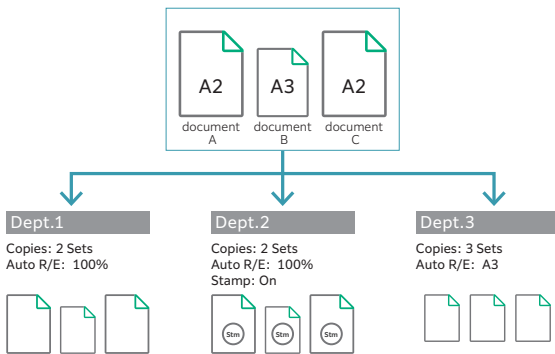 A2
A3
A2
document
A
document
B
document
C
Dept.1
Copies: 2 Sets
Auto R/E: 100%
Dept.2
Copies: 2 Sets
Auto R/E: 100%
Stamp: On
Stm
Stm
Stm
Dept.3
Copies: 3 Sets
Auto R/E: A3